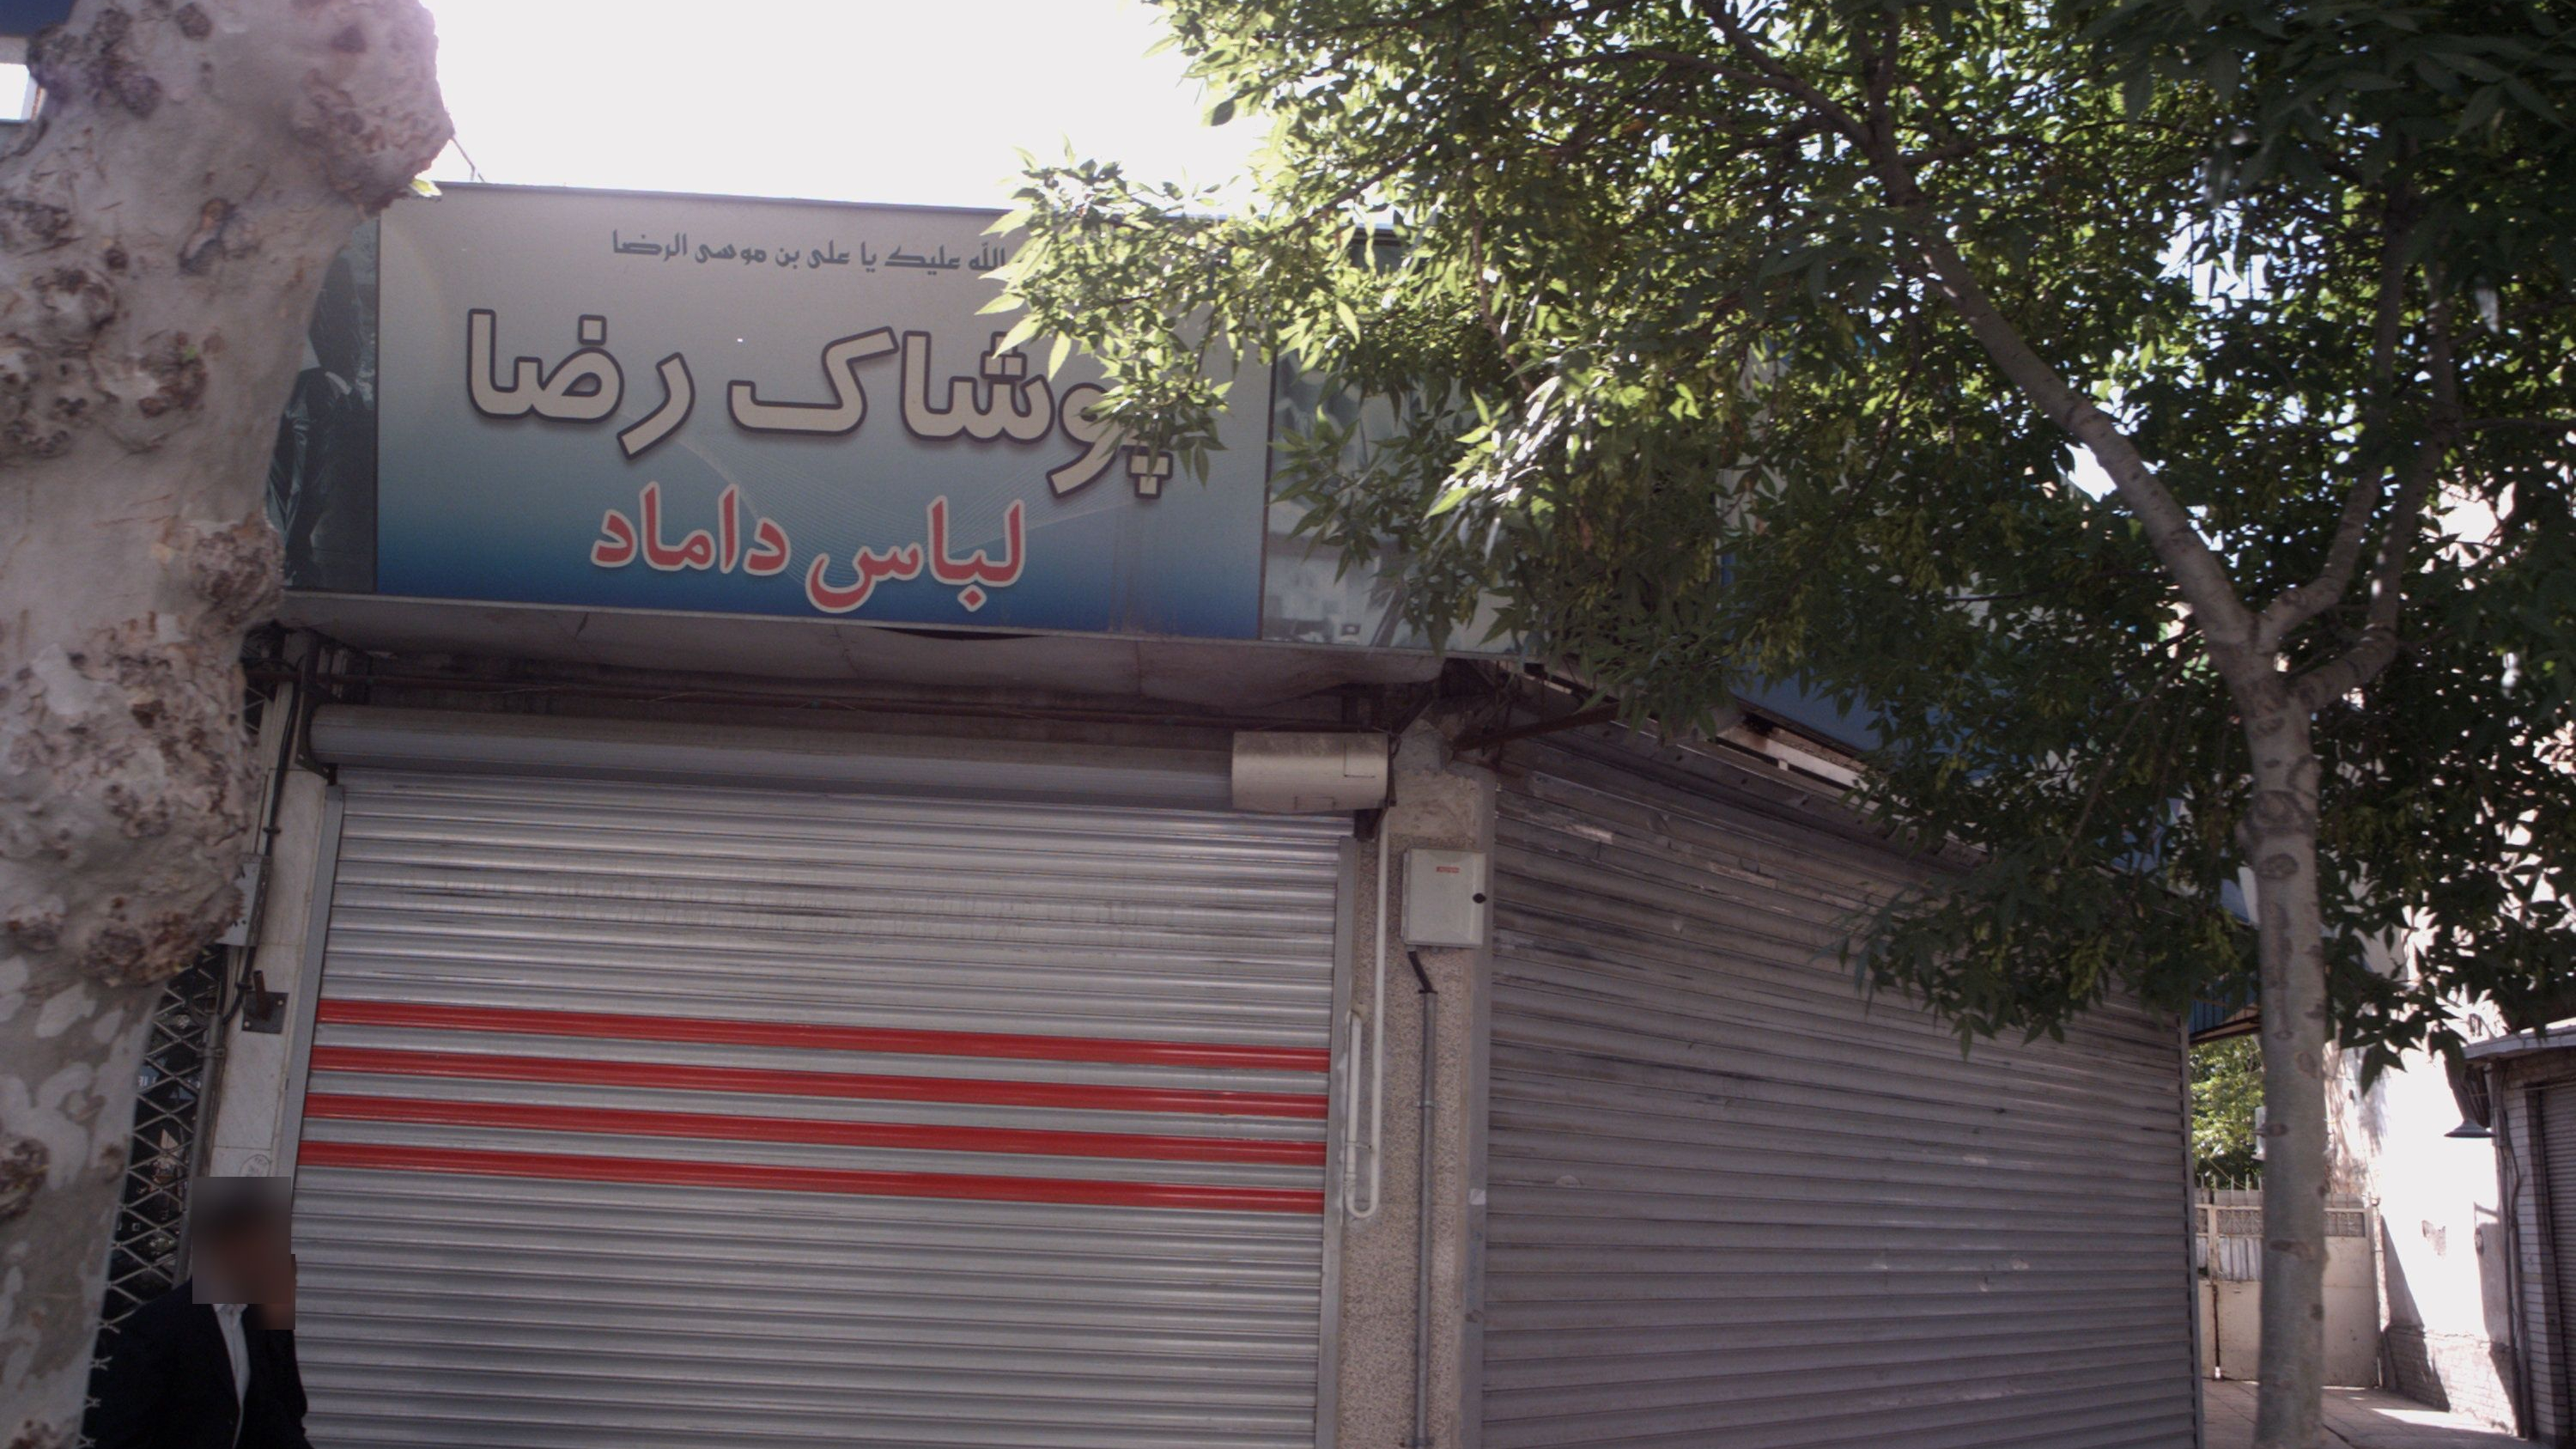 الله علیک یا علی بن موسی الرضا
پوشاک رضا
لباس داماد